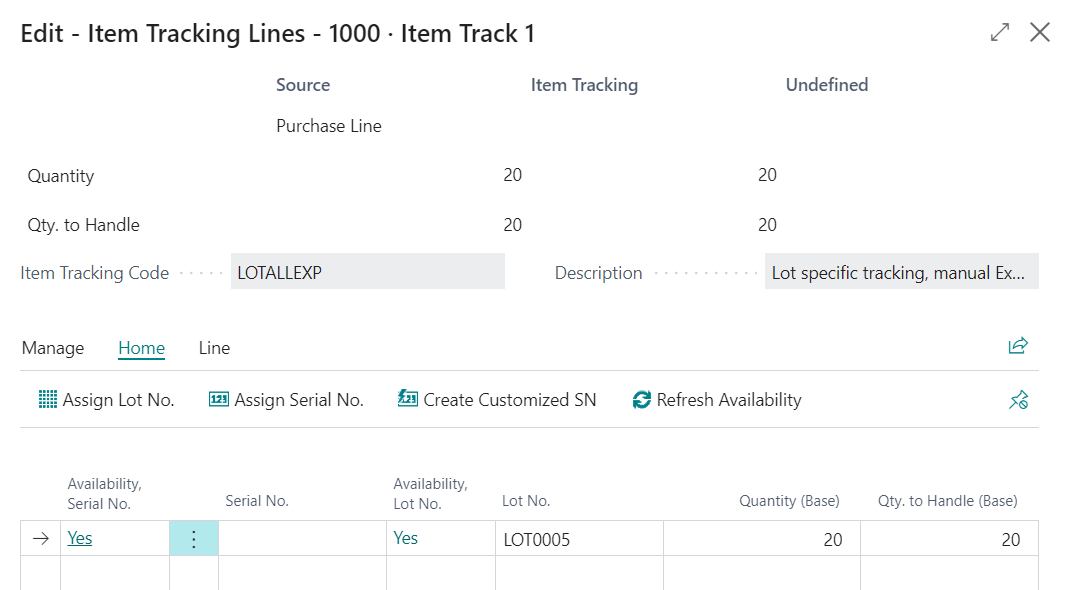 Edit - Item Tracking Lines - 1000 · Item Track 1
Source Item Tracking Undefined
Purchase Line
Quantity 20 20
Qty. to Handle 20 20
Item Tracking Code LOTALLEXP Description Lot specific tracking, manual Ex...
Manage Home Line
Assign Lot No. Assign Serial No. Create Customized SN Refresh Availability
Availability, Serial No. Serial No. Availability, Lot No. Lot No. Quantity (Base) Qty. to Handle (Base)
Yes Yes LOT0005 20 20